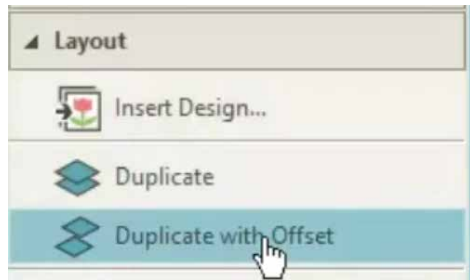 Layout
Insert Design...
Duplicate
Duplicate with Offset